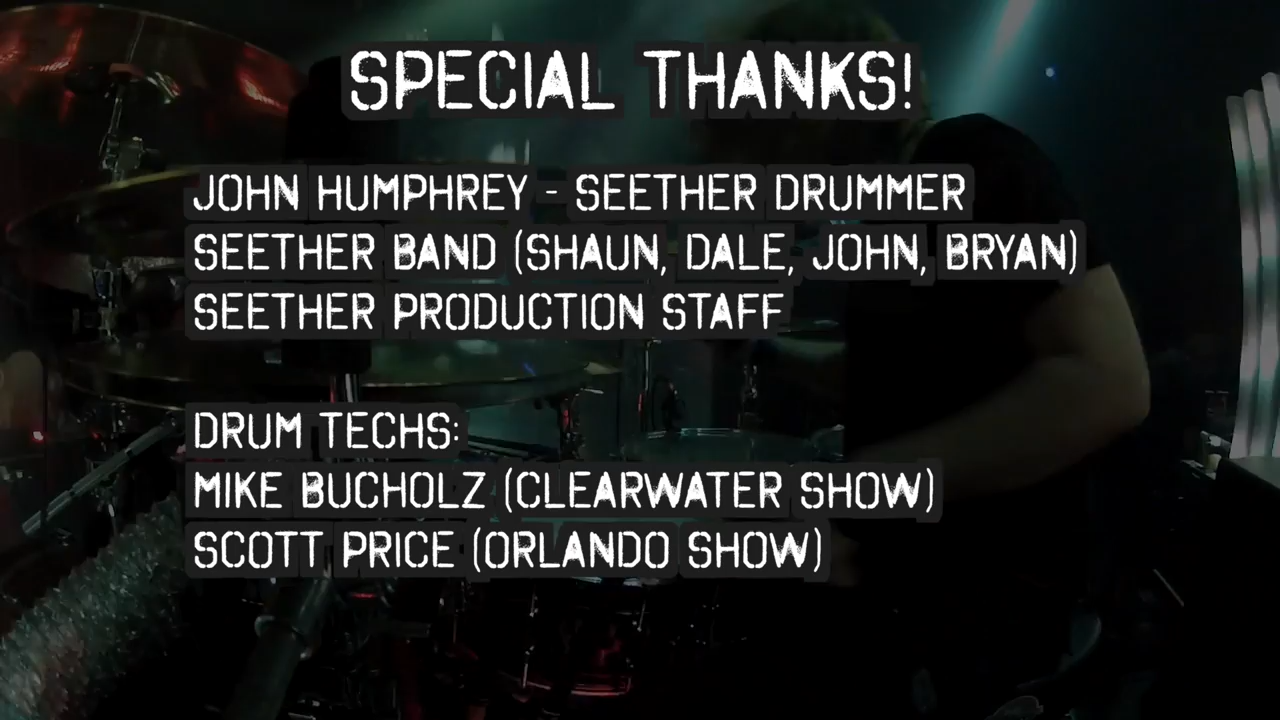 SPECIAL THANKS!
JOHN HUMPHREY - SEETHER DRUMMER
SEETHER BAND (SHAUN, DALE, JOHN, BRYAN)
SEETHER PRODUCTION STAFF
DRUM TECHS:
MIKE BUCHOLZ (CLEARWATER SHOW)
SCOTT PRICE (ORLANDO SHOW)